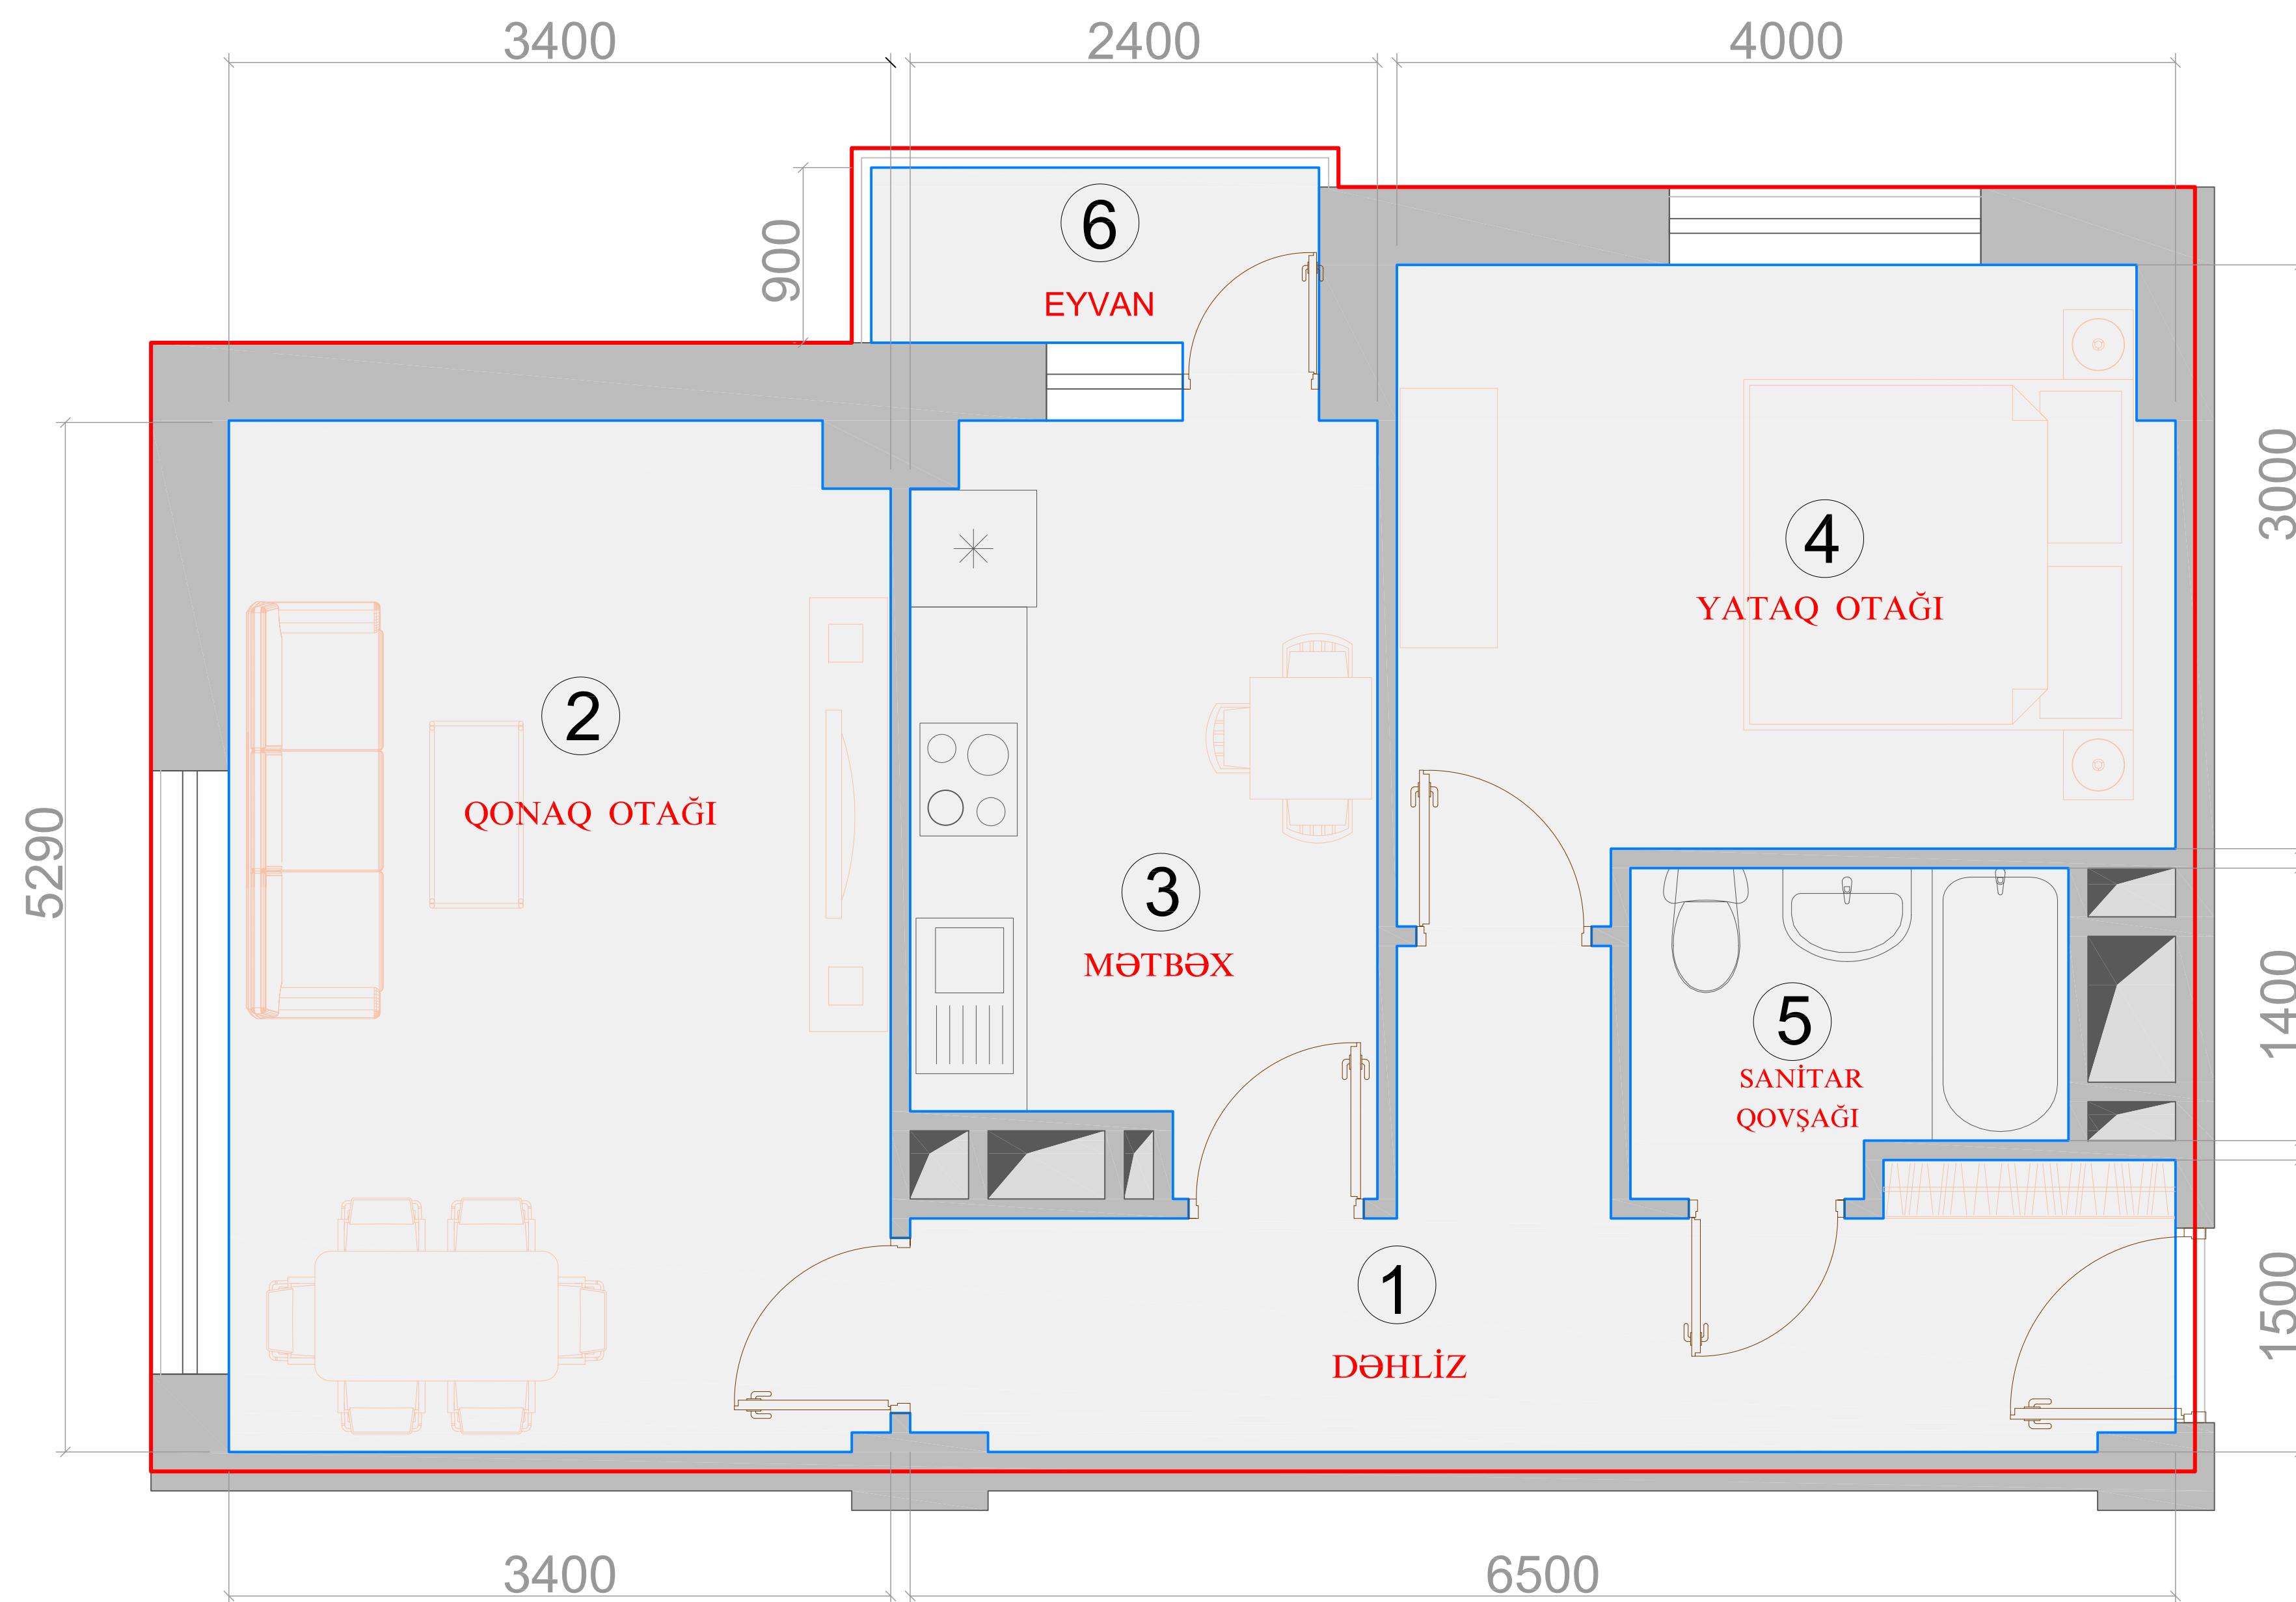 3400
2400
4000
900
6
EYVAN
3000
4
YATAQ OTAĞI
2
QONAQ OTAĞI
5290
3
MƏTBƏX
1400
5
SANİTAR
QOVŞAĞI
1500
1
DƏHLİZ
3400
6500